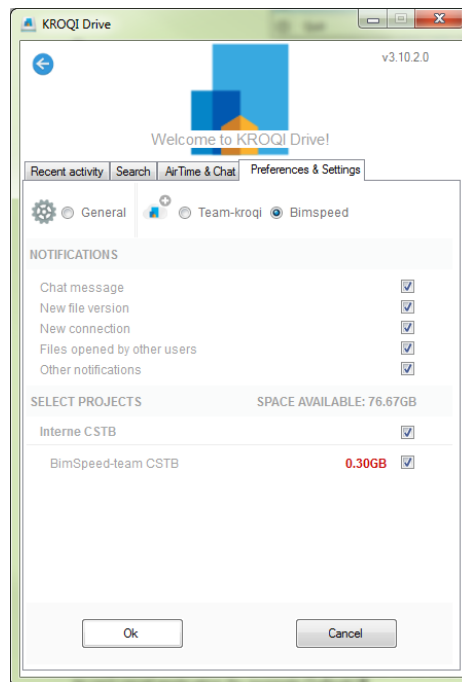 KROQI Drive
v3.10.2.0
Welcome to KROQI Drive!
Recent activity Search AirTime & Chat Preferences & Settings
General Team-kroqi Bimspeed
NOTIFICATIONS
Chat message
New file version
New connection
Files opened by other users
Other notifications
SELECT PROJECTS SPACE AVAILABLE: 76.67GB
Interne CSTB
BimSpeed-team CSTB 0.30GB
Ok Cancel